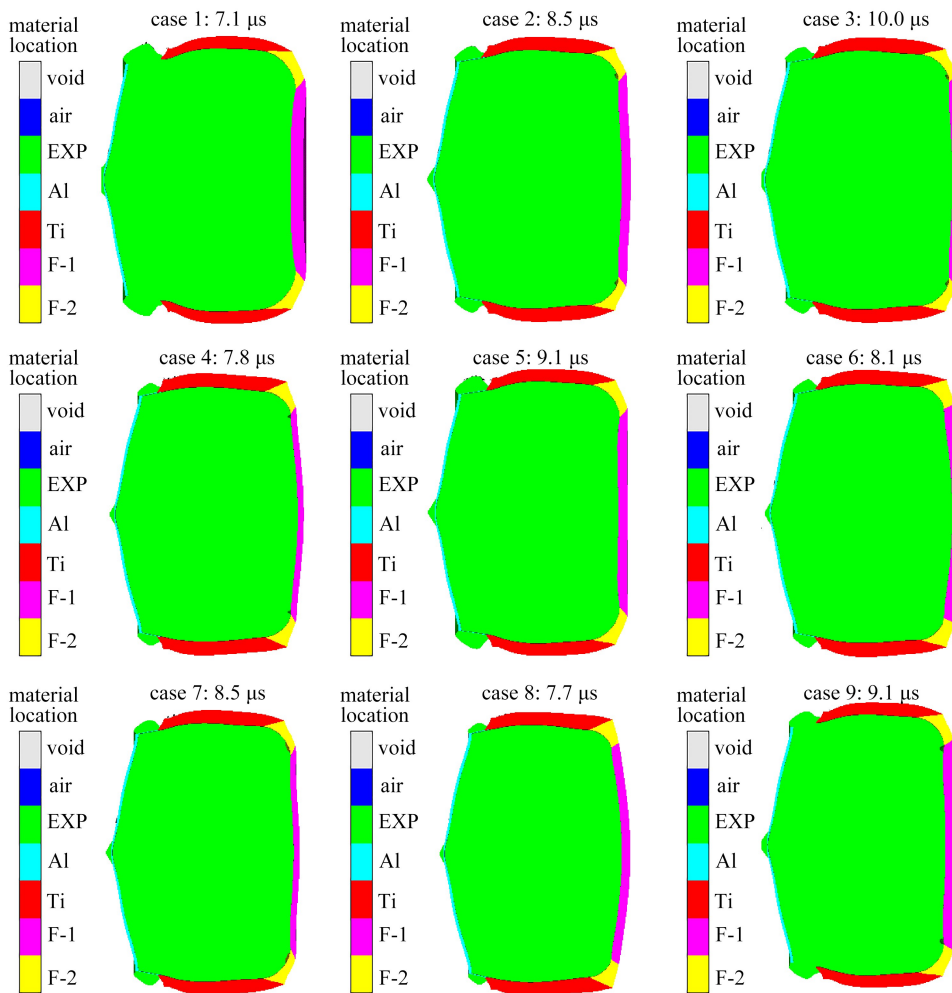 case 1: 7.1 μs
material
location
void
air
EXP
Al
Ti
F-1
F-2
case 2: 8.5 μs
material
location
void
air
EXP
Al
Ti
F-1
F-2
case 3: 10.0 μs
material
location
void
air
EXP
Al
Ti
F-1
F-2
case 4: 7.8 μs
material
location
void
air
EXP
Al
Ti
F-1
F-2
case 5: 9.1 μs
material
location
void
air
EXP
Al
Ti
F-1
F-2
case 6: 8.1 μs
material
location
void
air
EXP
Al
Ti
F-1
F-2
case 7: 8.5 μs
material
location
void
air
EXP
Al
Ti
F-1
F-2
case 8: 7.7 μs
material
location
void
air
EXP
Al
Ti
F-1
F-2
case 9: 9.1 μs
material
location
void
air
EXP
Al
Ti
F-1
F-2